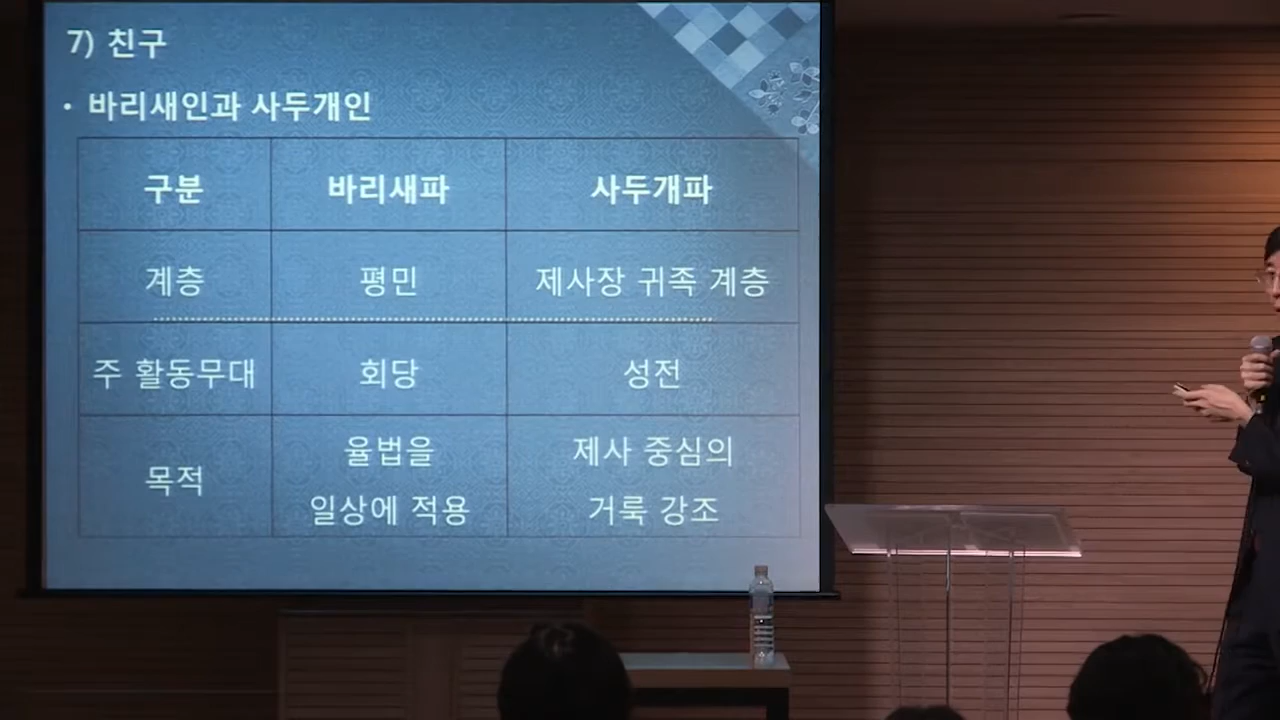 7) 친구
• 바리새인과 사두개인
구분 바리새파 사두개파
계층 평민 제사장 귀족 계층
주 활동무대 회당 성전
목적 율법을 일상에 적용 제사 중심의 거룩 강조